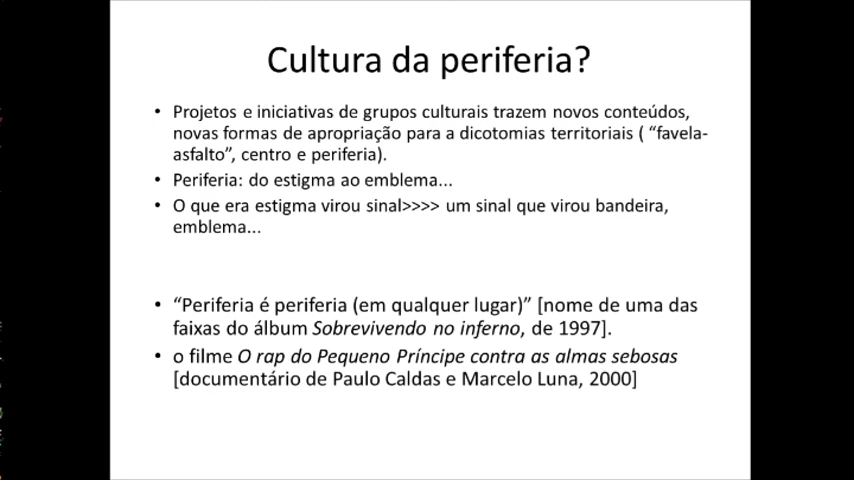 Cultura da periferia?
• Projetos e iniciativas de grupos culturais trazem novos conteúdos,
novas formas de apropriação para a dicotomias territoriais ( “favela-
asfalto”, centro e periferia).
• Periferia: do estigma ao emblema...
• O que era estigma virou sinal>>>> um sinal que virou bandeira,
emblema...
• “Periferia é periferia (em qualquer lugar)” [nome de uma das
faixas do álbum Sobrevivendo no inferno, de 1997].
• o filme O rap do Pequeno Príncipe contra as almas sebosas
[documentário de Paulo Caldas e Marcelo Luna, 2000]